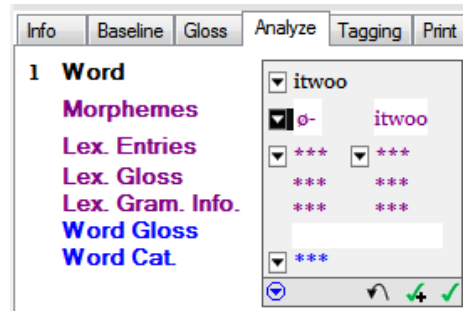 Info Baseline Gloss Analyze Tagging Print
1 Word itwoo
Morphemes ø- itwoo
Lex. Entries *** ***
Lex. Gloss *** ***
Lex. Gram. Info. *** ***
Word Gloss
Word Cat. ***